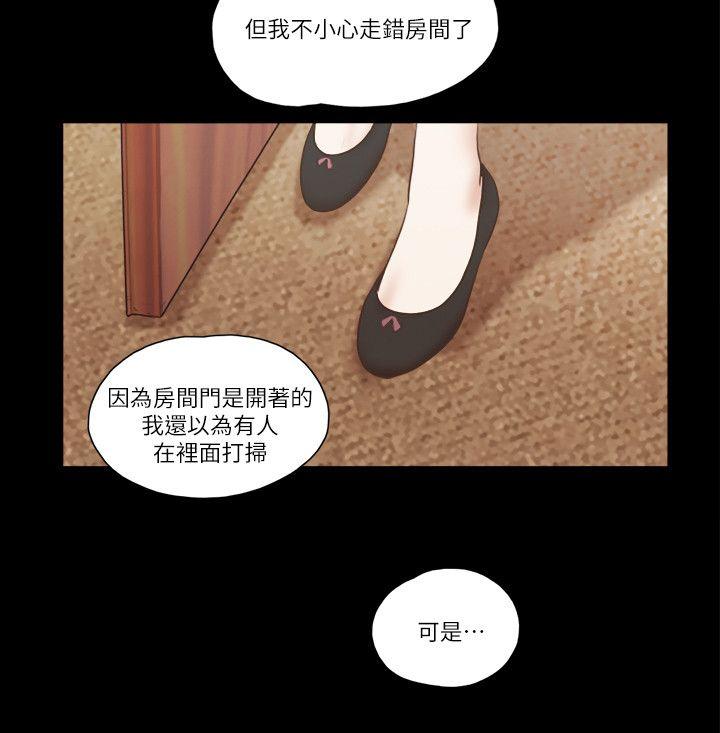 但我不小心走錯房間了
因為房間門是開著的
我還以為有人
在裡面打掃
可是⋯